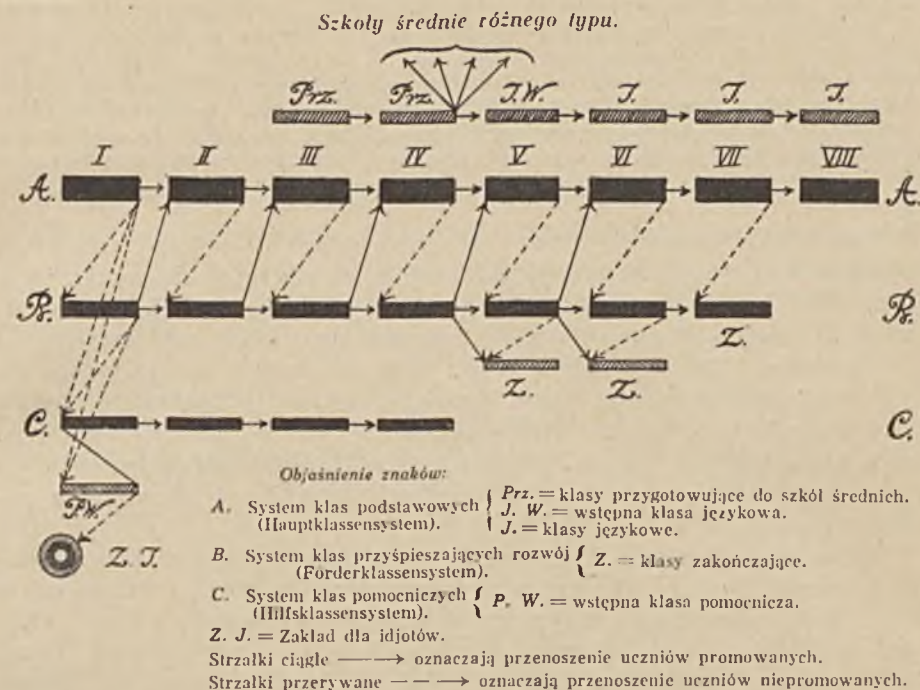 Szkoły średnie różnego typu.
Prz. Prz. J.W. J. J. J.
I II III IV V VI VII VIII
A. A.
B. B.
Z.
Z. Z.
C. C.
P.W.
Z. J.
Objaśnienie znaków:
A. System klas podstawowych { Prz. = klasy przygotowujące do szkół średnich.
(Hauptklassensystem). J. W. = wstępna klasa językowa.
J. = klasy językowe.
B. System klas przyśpieszających rozwój { Z. = klasy zakończające.
(Förderklassensystem).
C. System klas pomocniczych { P. W. = wstępna klasa pomocnicza.
(Hilfsklassensystem).
Z. J. = Zakład dla idjotów.
Strzałki ciągłe ———→ oznaczają przenoszenie uczniów promowanych.
Strzałki przerywane — — —→ oznaczają przenoszenie uczniów niepromowanych.